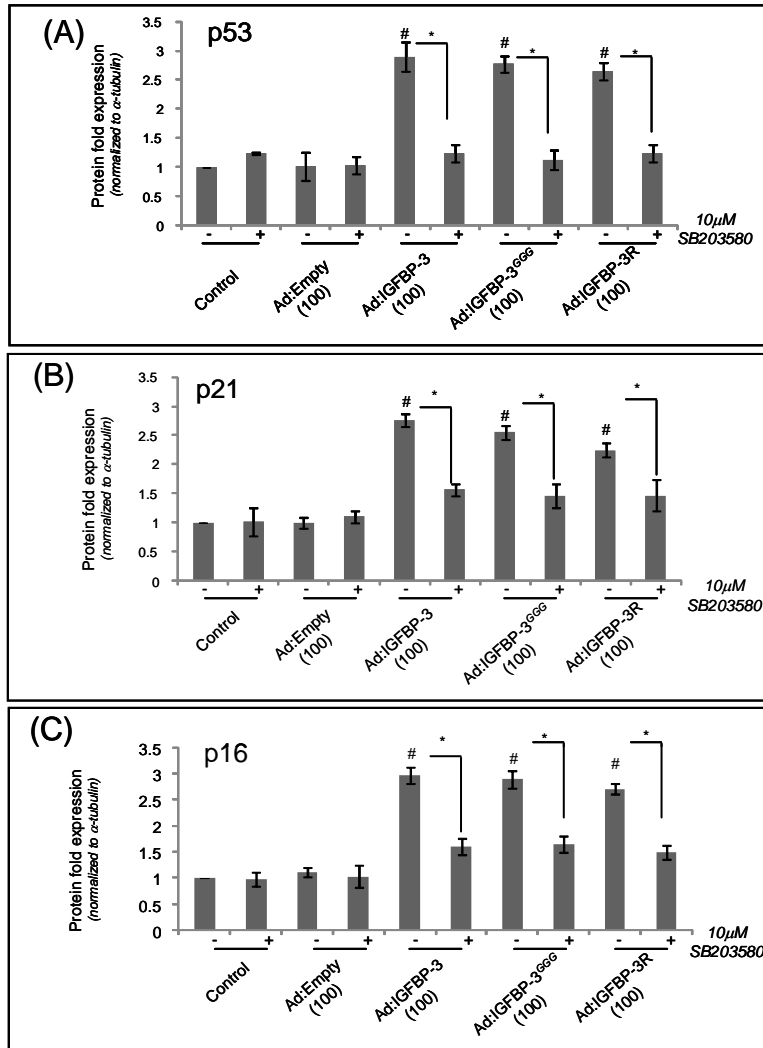 (A)
p53
Protein fold expression
(normalized to α-tubulin)
3.5
3
2.5
2
1.5
1
0.5
0
# * # * # *
- + - + - + - + - +
10μM
SB203580
Control
Ad:Empty
(100)
Ad:IGFBP-3
(100)
Ad:IGFBP-3GGG
(100)
Ad:IGFBP-3R
(100)
(B)
p21
Protein fold expression
(normalized to α-tubulin)
3.5
3
2.5
2
1.5
1
0.5
0
# * # * # *
- + - + - + - + - +
10μM
SB203580
Control
Ad:Empty
(100)
Ad:IGFBP-3
(100)
Ad:IGFBP-3GGG
(100)
Ad:IGFBP-3R
(100)
(C)
p16
Protein fold expression
(normalized to α-tubulin)
3.5
3
2.5
2
1.5
1
0.5
0
# * # * # *
- + - + - + - + - +
10μM
SB203580
Control
Ad:Empty
(100)
Ad:IGFBP-3
(100)
Ad:IGFBP-3GGG
(100)
Ad:IGFBP-3R
(100)